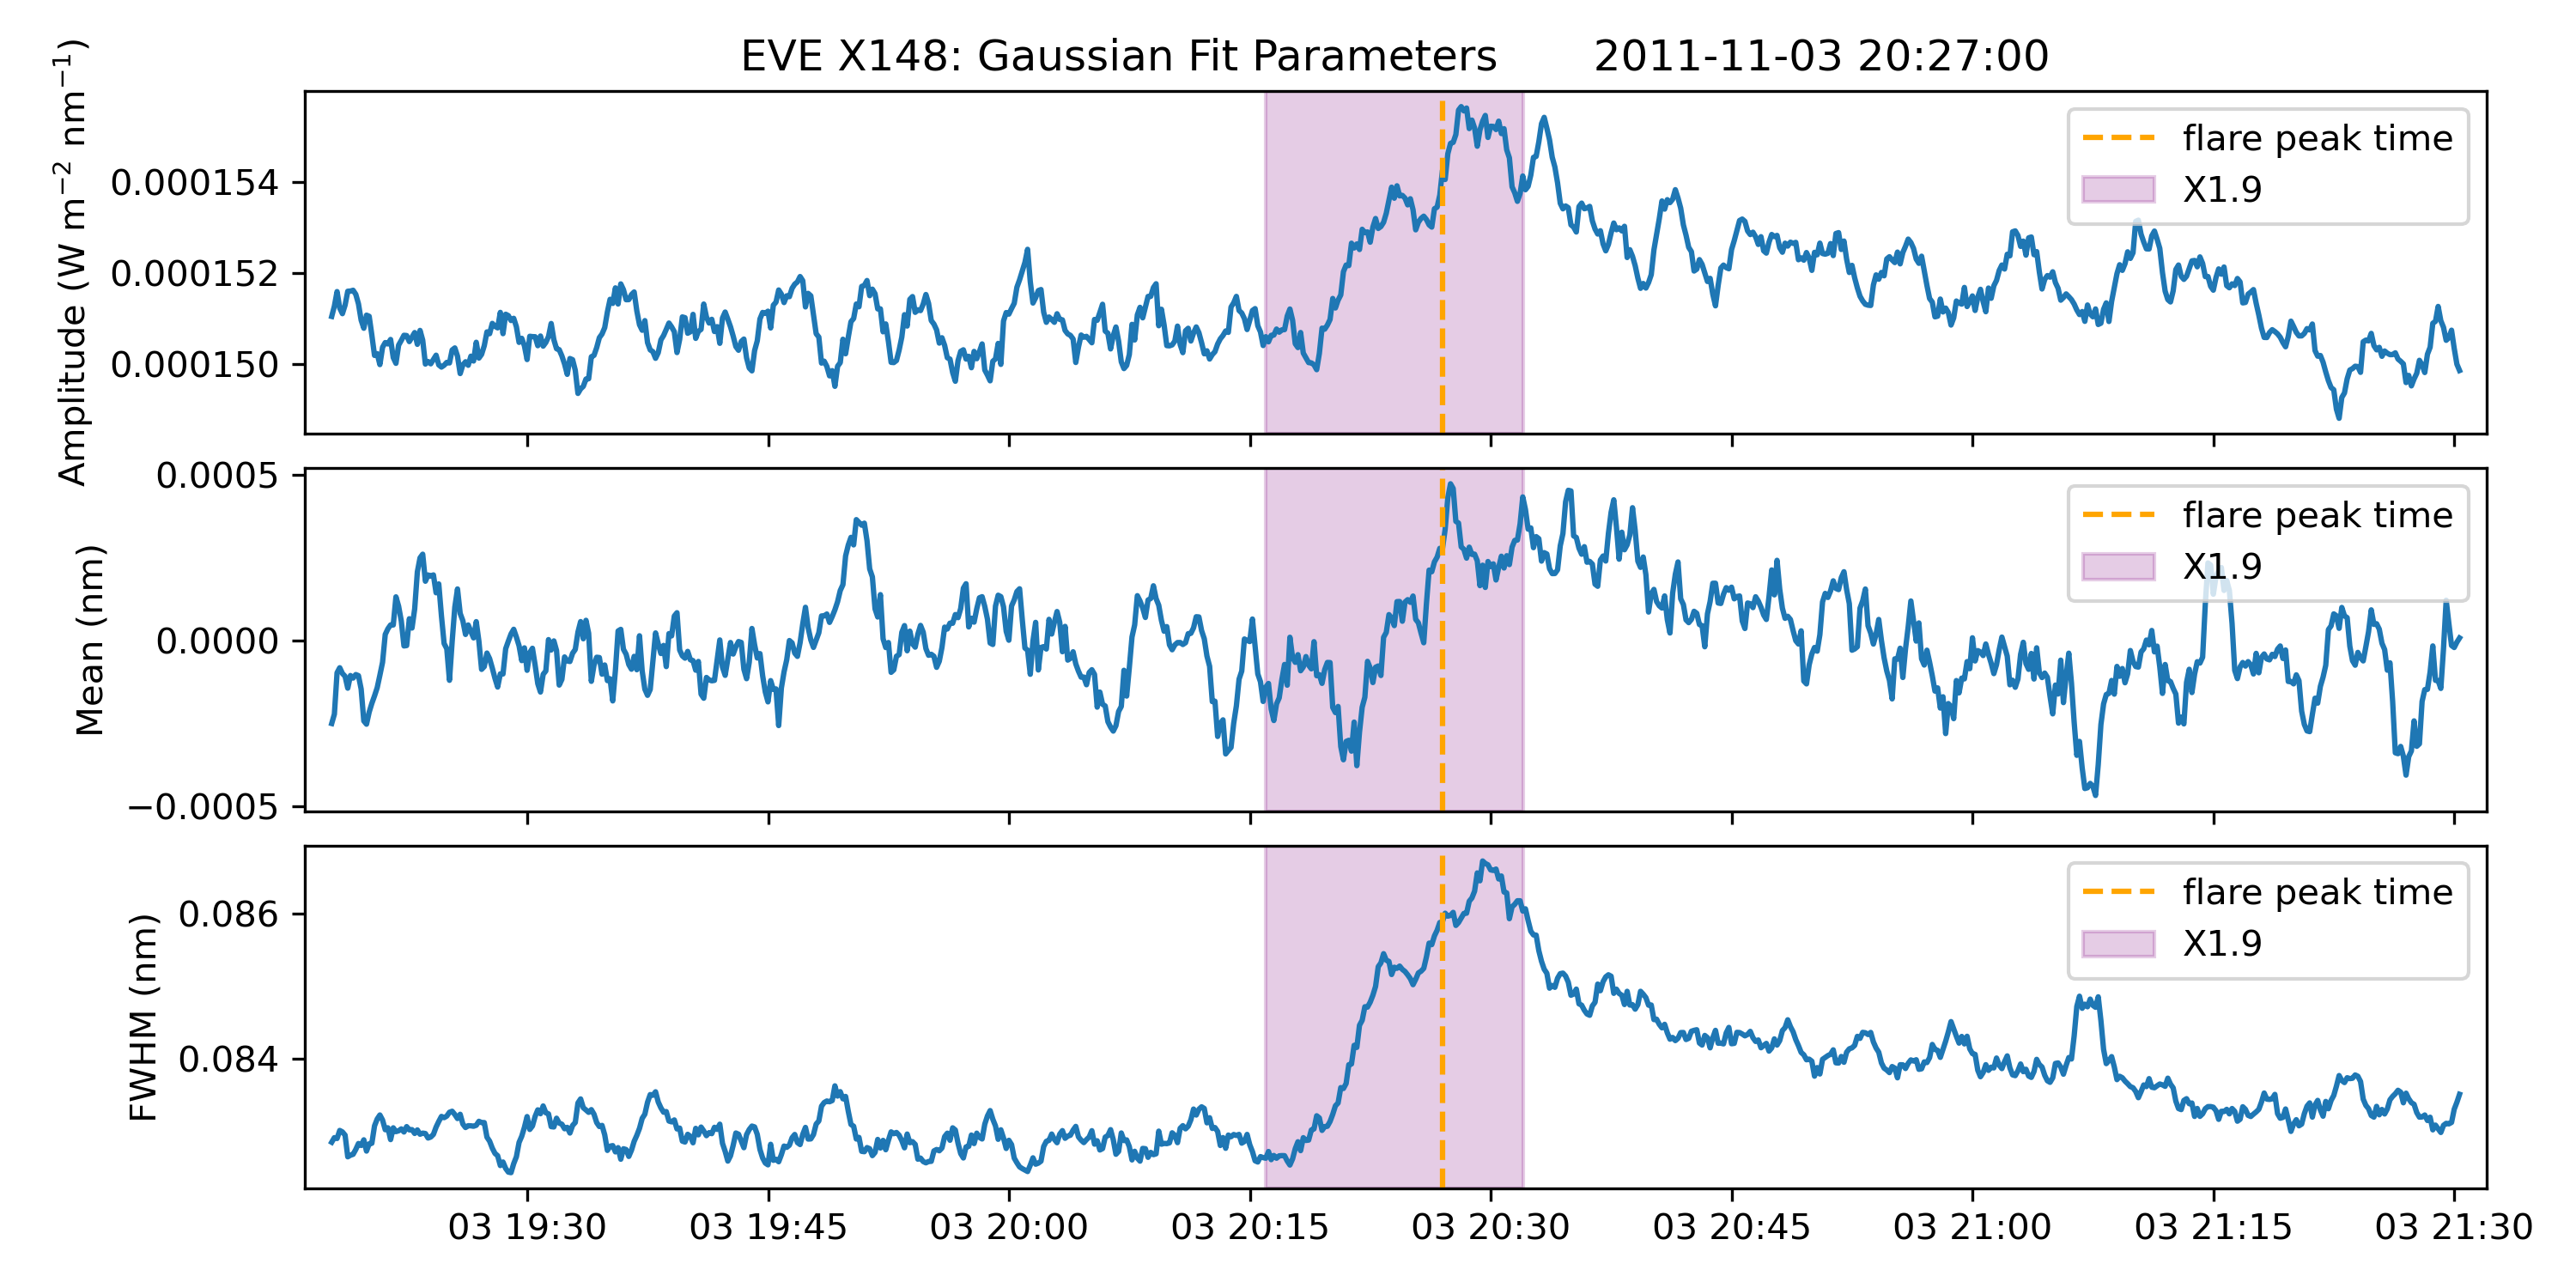 EVE X148: Gaussian Fit Parameters 2011-11-03 20:27:00
Amplitude (W m⁻² nm⁻¹)
0.000154
0.000152
0.000150
flare peak time
X1.9
Mean (nm)
0.0005
0.0000
−0.0005
flare peak time
X1.9
FWHM (nm)
0.086
0.084
flare peak time
X1.9
03 19:30 03 19:45 03 20:00 03 20:15 03 20:30 03 20:45 03 21:00 03 21:15 03 21:30